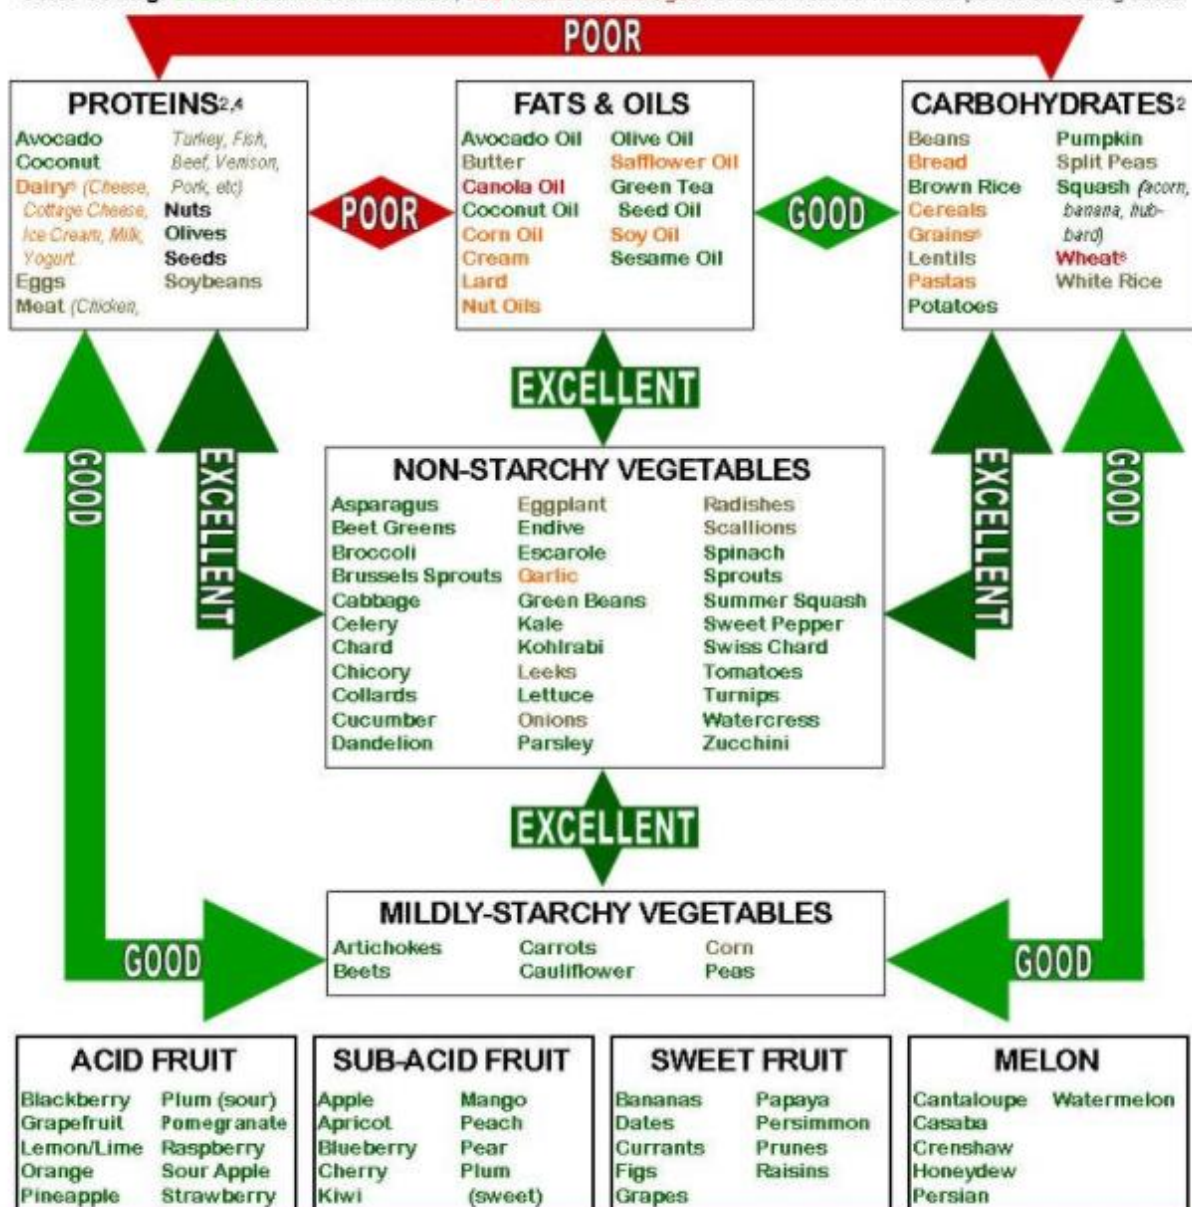 POOR
PROTEINS2,4
Avocado
Coconut
Dairy⁶ (Cheese,
Cottage Cheese,
Ice Cream, Milk,
Yogurt
Eggs
Meat (Chicken,
Turkey, Fish,
Beef, Venison,
Pork, etc)
Nuts
Olives
Seeds
Soybeans
POOR
FATS & OILS
Avocado Oil
Butter
Canola Oil
Coconut Oil
Corn Oil
Cream
Lard
Nut Oils
Olive Oil
Safflower Oil
Green Tea
Seed Oil
Soy Oil
Sesame Oil
GOOD
CARBOHYDRATES2
Beans
Bread
Brown Rice
Cereals
Grains⁶
Lentils
Pastas
Potatoes
Pumpkin
Split Peas
Squash (acorn,
banana, hub-
bard)
Wheat⁶
White Rice
GOOD
EXCELLENT
EXCELLENT
EXCELLENT
GOOD
NON-STARCHY VEGETABLES
Asparagus
Beet Greens
Broccoli
Brussels Sprouts
Cabbage
Celery
Chard
Chicory
Collards
Cucumber
Dandelion
Eggplant
Endive
Escarole
Garlic
Green Beans
Kale
Kohlrabi
Leeks
Lettuce
Onions
Parsley
Radishes
Scallions
Spinach
Sprouts
Summer Squash
Sweet Pepper
Swiss Chard
Tomatoes
Turnips
Watercress
Zucchini
EXCELLENT
GOOD
MILDLY-STARCHY VEGETABLES
Artichokes
Beets
Carrots
Cauliflower
Corn
Peas
GOOD
ACID FRUIT
Blackberry
Grapefruit
Lemon/Lime
Orange
Pineapple
Plum (sour)
Pomegranate
Raspberry
Sour Apple
Strawberry
SUB-ACID FRUIT
Apple
Apricot
Blueberry
Cherry
Kiwi
Mango
Peach
Pear
Plum
(sweet)
SWEET FRUIT
Bananas
Dates
Currants
Figs
Grapes
Papaya
Persimmon
Prunes
Raisins
MELON
Cantaloupe
Casaba
Crenshaw
Honeydew
Persian
Watermelon